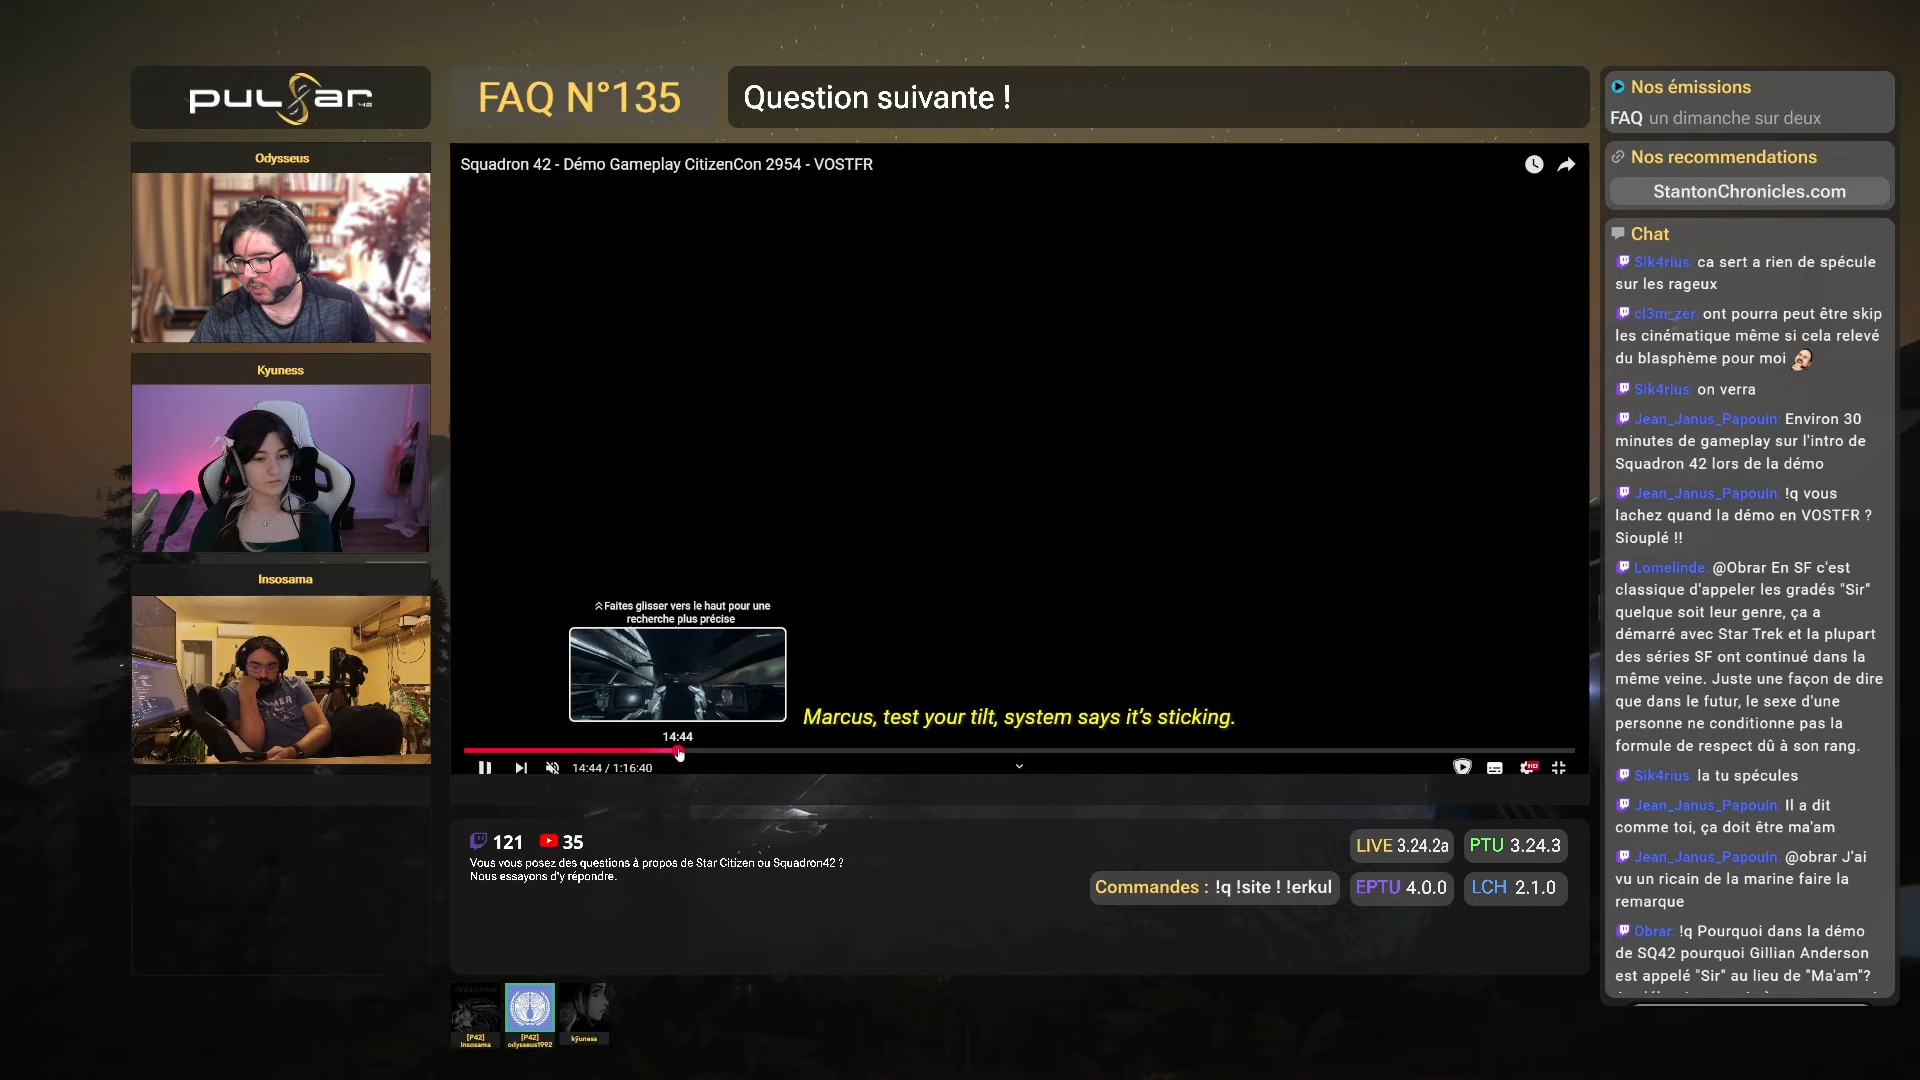 pulsar 42
FAQ N°135
Question suivante !
Odysseus
Kyuness
Insosama
Squadron 42 - Démo Gameplay CitizenCon 2954 - VOSTFR
Faites glisser vers le haut pour une
recherche plus précise
Marcus, test your tilt, system says it's sticking.
14:44
14:44 / 1:16:40
HD
121 35
Vous vous posez des questions à propos de Star Citizen ou Squadron42 ?
Nous essayons d'y répondre.
LIVE 3.24.2a
PTU 3.24.3
Commandes : !q !site ! !erkul
EPTU 4.0.0
LCH 2.1.0
[P42]
Insosama
[P42]
odysseus1992
kÿuness
Nos émissions
FAQ un dimanche sur deux
Nos recommendations
StantonChronicles.com
Chat
Sik4rius: ca sert a rien de spécule
sur les rageux
cl3m_zer: ont pourra peut être skip
les cinématique même si cela relevé
du blasphème pour moi
Sik4rius: on verra
Jean_Janus_Papouin: Environ 30
minutes de gameplay sur l'intro de
Squadron 42 lors de la démo
Jean_Janus_Papouin: !q vous
lachez quand la démo en VOSTFR ?
Siouplé !!
Lomelinde: @Obrar En SF c'est
classique d'appeler les gradés "Sir"
quelque soit leur genre, ça a
démarré avec Star Trek et la plupart
des séries SF ont continué dans la
même veine. Juste une façon de dire
que dans le futur, le sexe d'une
personne ne conditionne pas la
formule de respect dû à son rang.
Sik4rius: la tu spécules
Jean_Janus_Papouin: Il a dit
comme toi, ça doit être ma'am
Jean_Janus_Papouin: @obrar J'ai
vu un ricain de la marine faire la
remarque
Obrar: !q Pourquoi dans la démo
de SQ42 pourquoi Gillian Anderson
est appelé "Sir" au lieu de "Ma'am"?